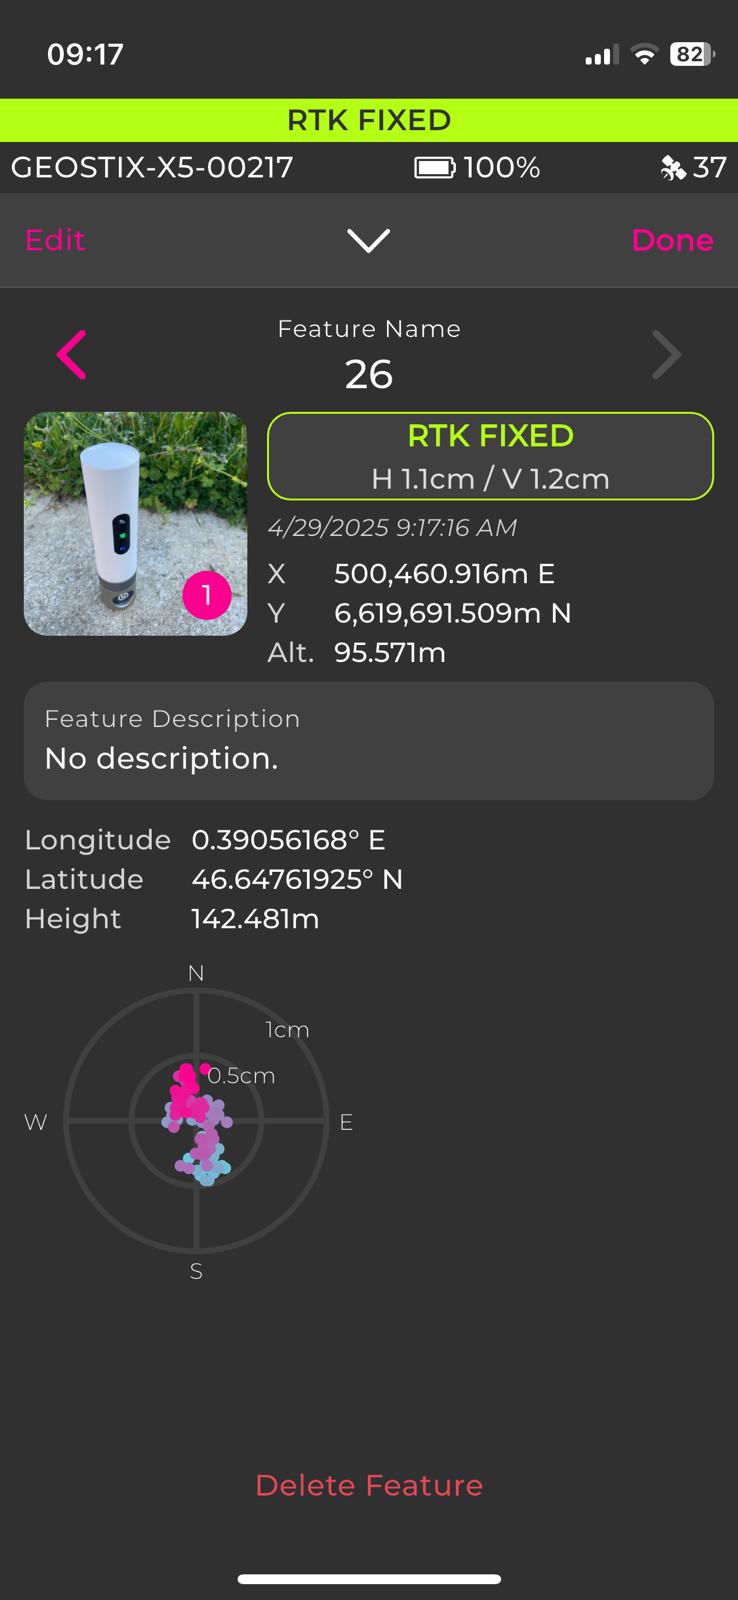 09:17
82
RTK FIXED
GEOSTIX-X5-00217 100% 37
Edit Done
Feature Name
26
RTK FIXED
H 1.1cm / V 1.2cm
4/29/2025 9:17:16 AM
1
X 500,460.916m E
Y 6,619,691.509m N
Alt. 95.571m
Feature Description
No description.
Longitude 0.39056168° E
Latitude 46.64761925° N
Height 142.481m
N
1cm
0.5cm
W E
S
Delete Feature